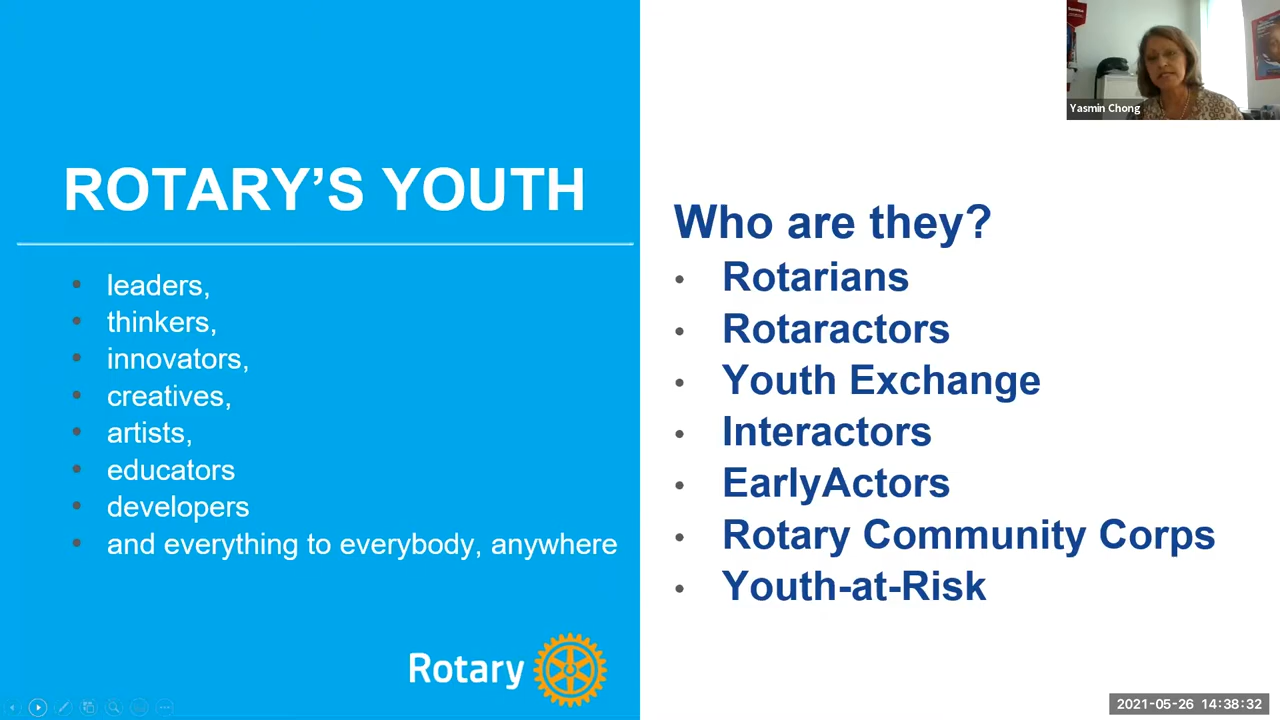 ROTARY'S YOUTH
leaders,
thinkers,
innovators,
creatives,
artists,
educators
developers
and everything to everybody, anywhere
Rotary
Who are they?
Rotarians
Rotaractors
Youth Exchange
Interactors
EarlyActors
Rotary Community Corps
Youth-at-Risk
Yasmin Chong
2021-05-26 14:38:32